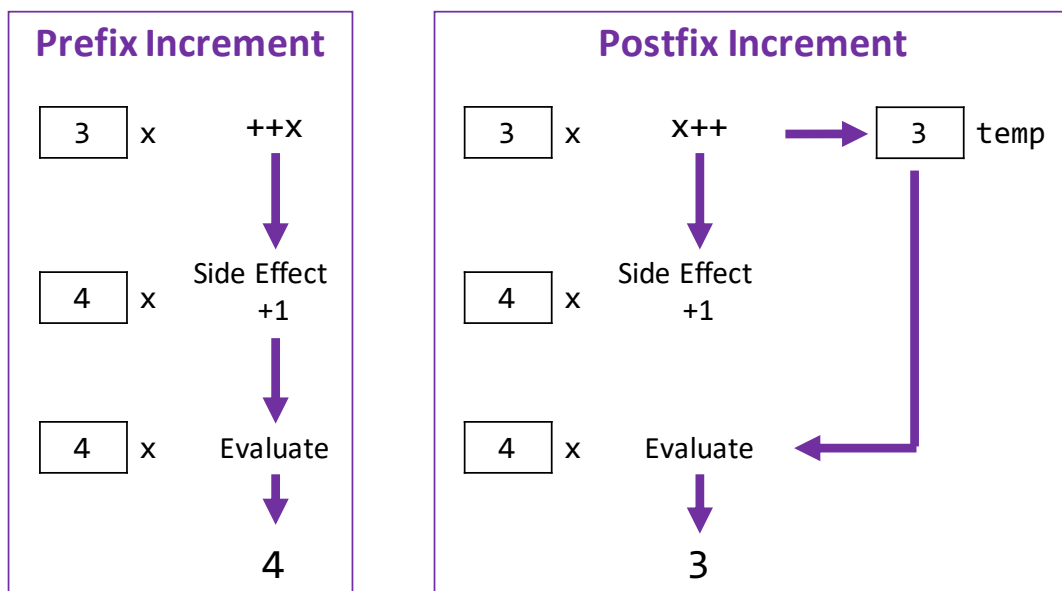 Prefix Increment
3 x ++x
4 x Side Effect
+1
4 x Evaluate
4
Postfix Increment
3 x x++ 3 temp
4 x Side Effect
+1
4 x Evaluate
3